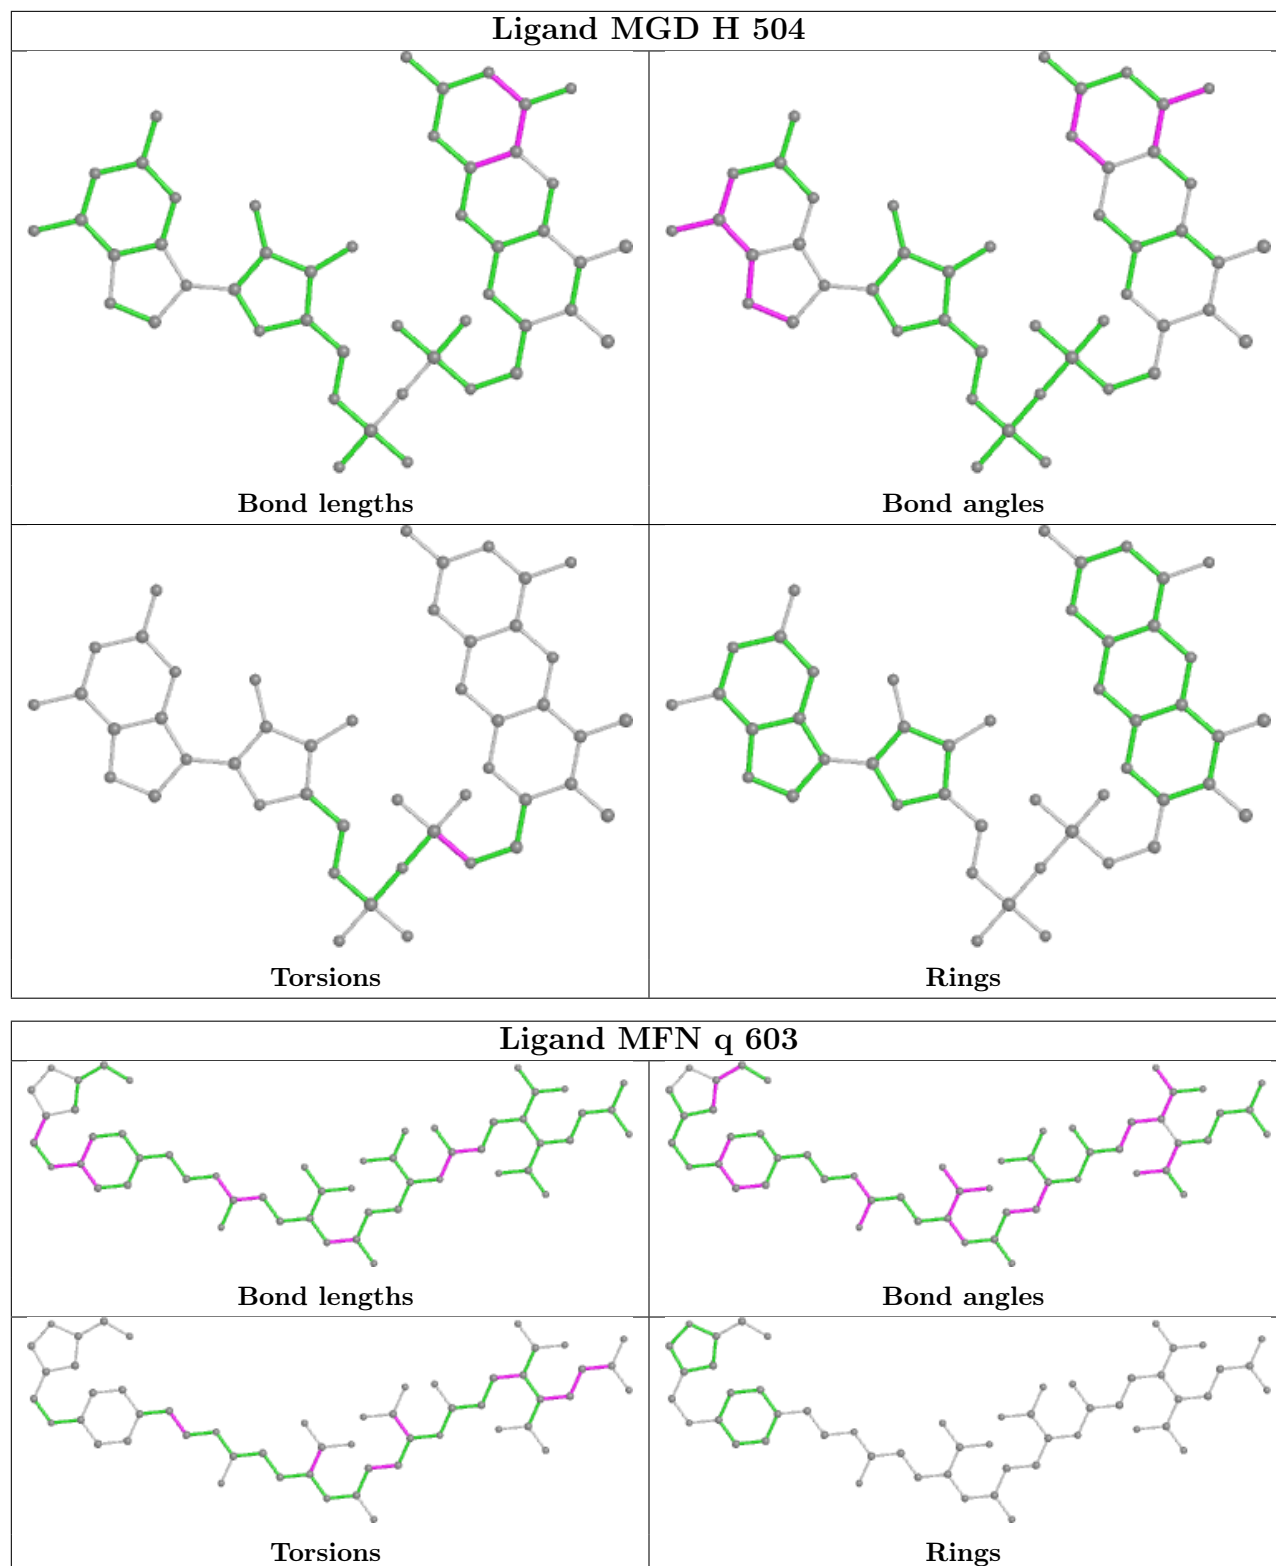 Ligand MGD H 504
Bond lengths
Bond angles
Torsions
Rings
Ligand MFN q 603
Bond lengths
Bond angles
Torsions
Rings